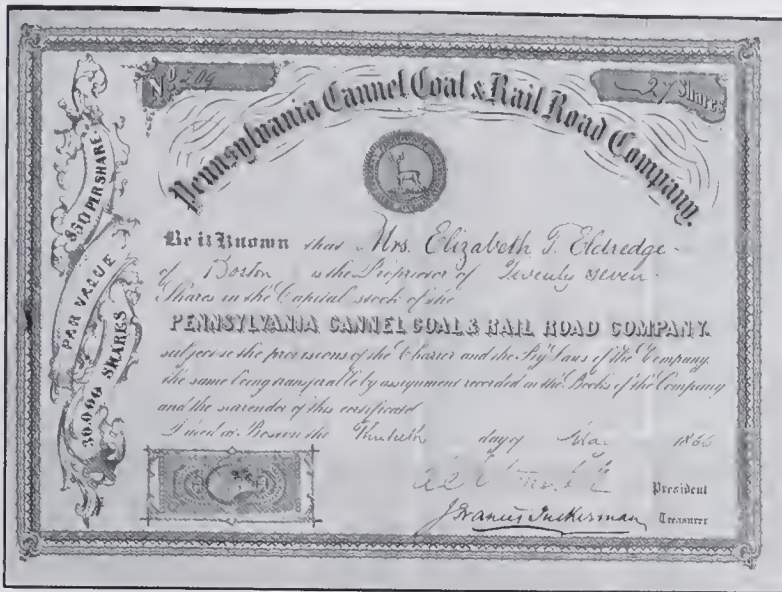 No 209
27 Shares
Pennsylvania Cannel Coal & Rail Road Company.
$50 PER SHARE
PAR VALUE
30,000 SHARES
Be it Known that Mrs. Elizabeth T. Eldredge
of Boston is the Proprietor of Twenty seven
Shares in the Capital stock of the
PENNSYLVANIA CANNEL COAL & RAIL ROAD COMPANY.
subject to the provisions of the Charter and the By Laws of the Company
the same being transferable by assignment recorded in the Books of the Company
and the surrender of this certificate
Dated at Boston the Thirtieth day of 186
President
J. Francis Tuckerman Treasurer